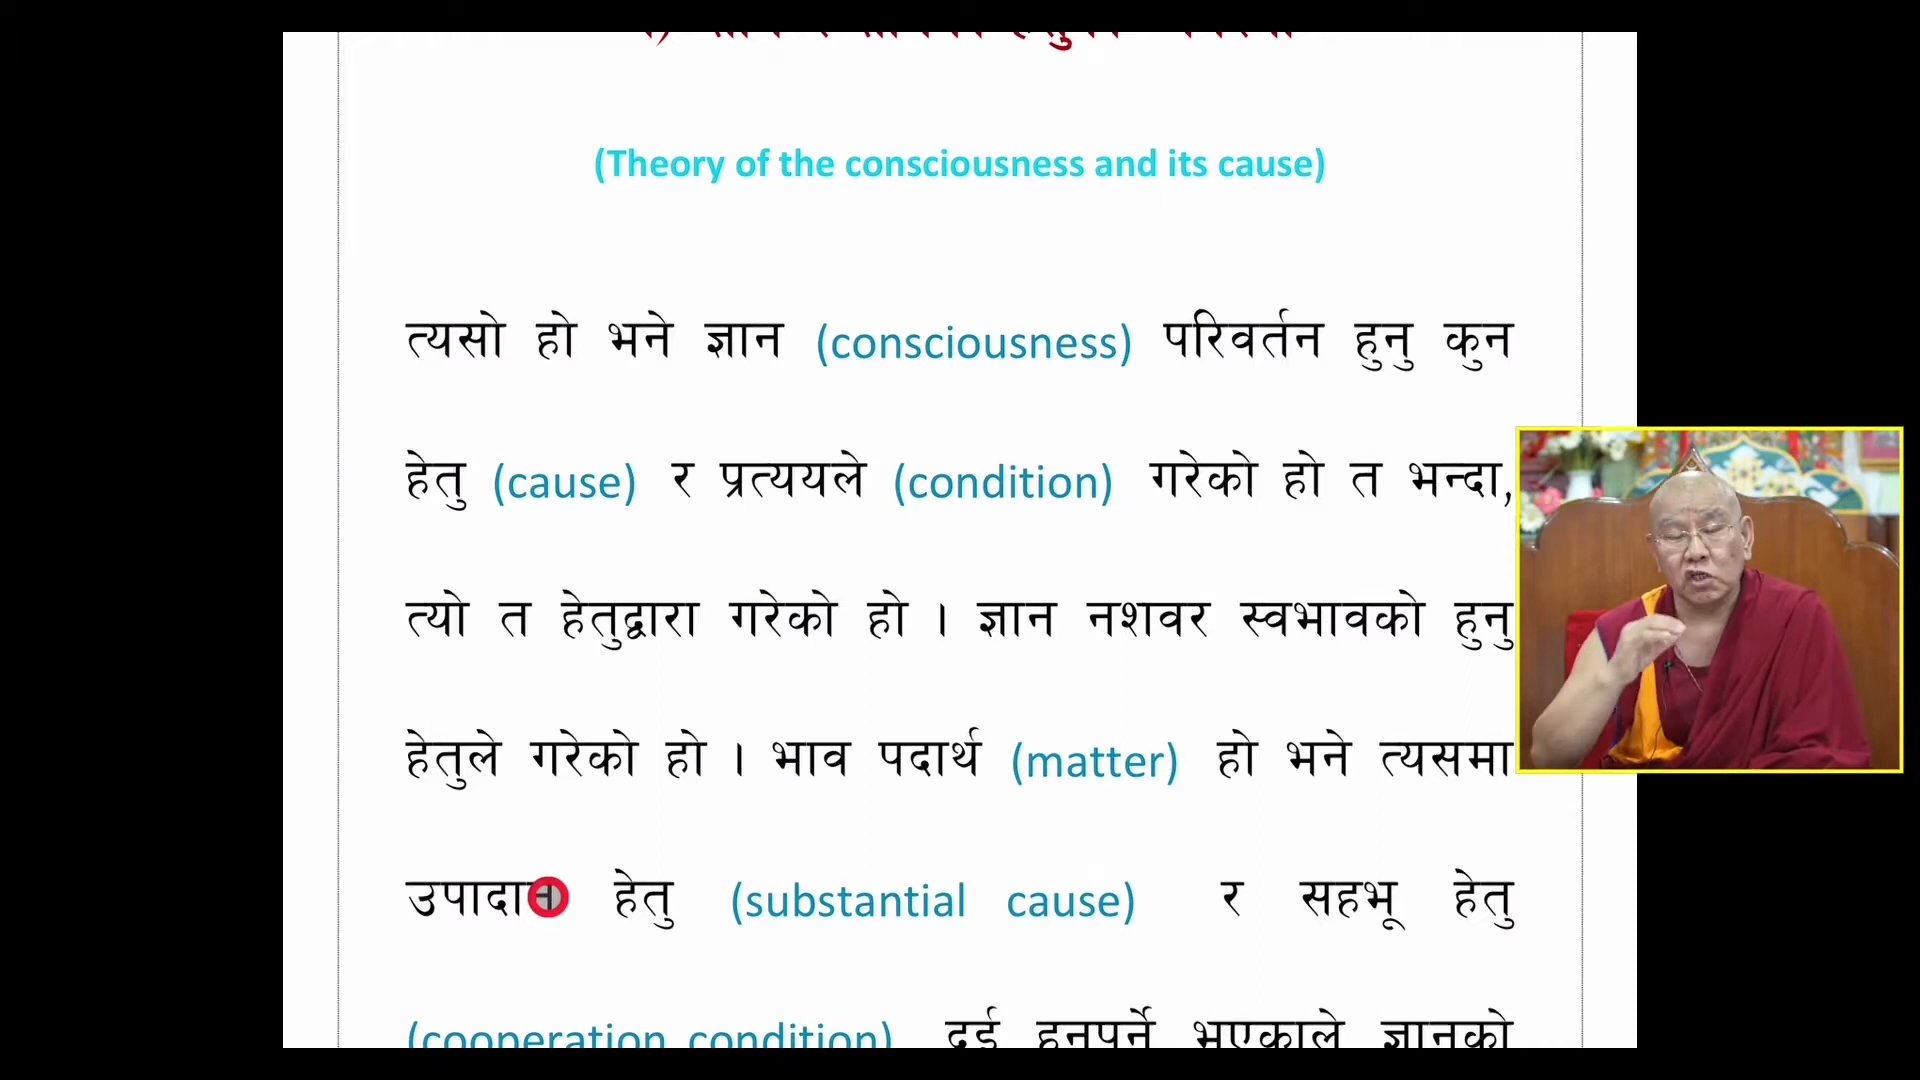 (Theory of the consciousness and its cause)
त्यसो हो भने ज्ञान (consciousness) परिवर्तन हुनु कुन
हेतु (cause) र प्रत्ययले (condition) गरेको हो त भन्दा,
त्यो त हेतुद्वारा गरेको हो । ज्ञान नशवर स्वभावको हुनु
हेतुले गरेको हो । भाव पदार्थ (matter) हो भने त्यसमा
उपादान हेतु (substantial cause) र सहभू हेतु
(cooperation condition) दुई हुनुपर्ने भएकाले ज्ञानको